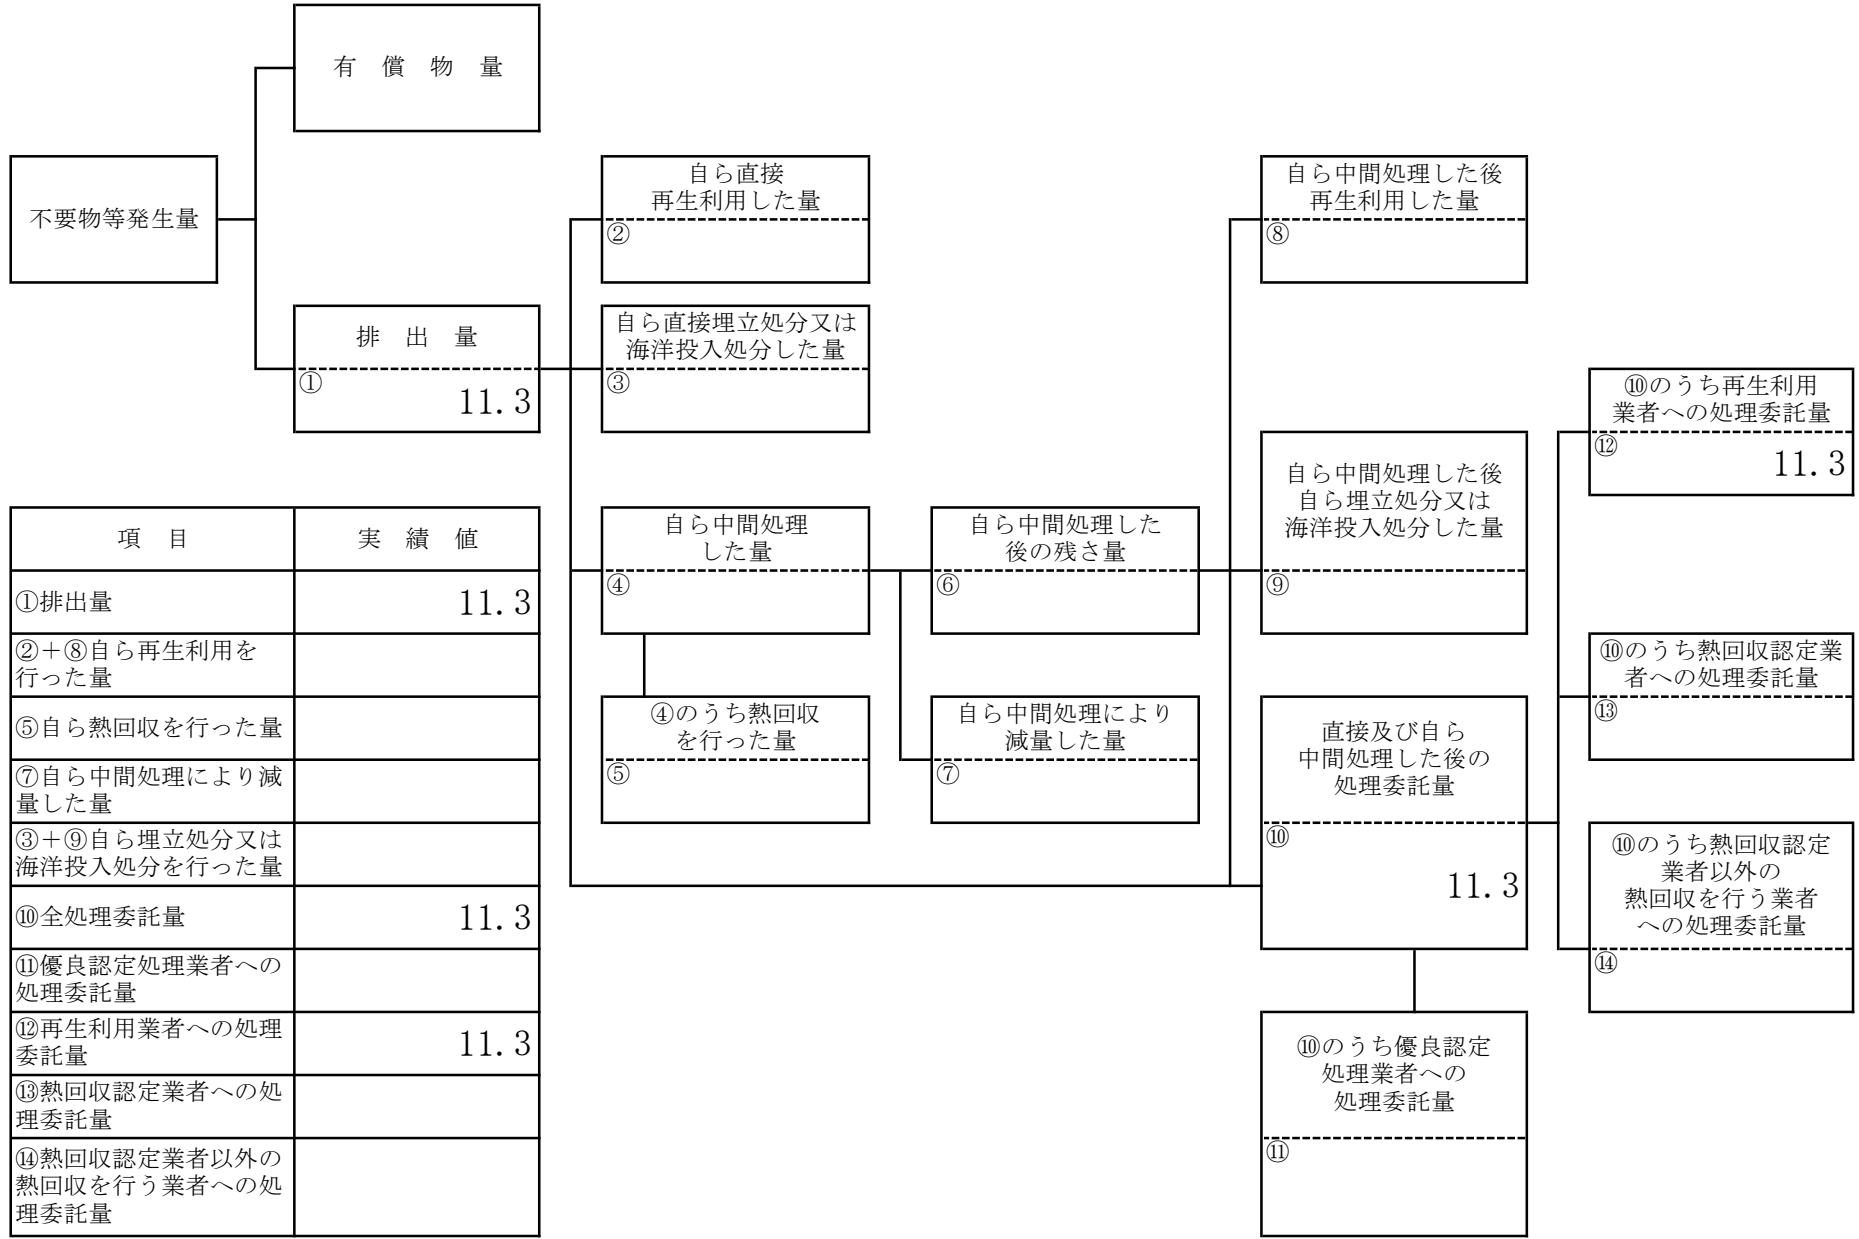 有　償　物　量
不要物等発生量
排　出　量
①
11.3
自ら直接
再生利用した量
②
自ら直接埋立処分又は
海洋投入処分した量
③
自ら中間処理
した量
④
④のうち熱回収
を行った量
⑤
自ら中間処理した
後の残さ量
⑥
自ら中間処理により
減量した量
⑦
自ら中間処理した後
再生利用した量
⑧
自ら中間処理した後
自ら埋立処分又は
海洋投入処分した量
⑨
直接及び自ら
中間処理した後の
処理委託量
⑩
11.3
⑩のうち優良認定
処理業者への
処理委託量
⑪
⑩のうち再生利用
業者への処理委託量
⑫
11.3
⑩のうち熱回収認定業
者への処理委託量
⑬
⑩のうち熱回収認定
業者以外の
熱回収を行う業者
への処理委託量
⑭
項　目　実　績　値
①排出量　11.3
②＋⑧自ら再生利用を
行った量
⑤自ら熱回収を行った量
⑦自ら中間処理により減
量した量
③＋⑨自ら埋立処分又は
海洋投入処分を行った量
⑩全処理委託量　11.3
⑪優良認定処理業者への
処理委託量
⑫再生利用業者への処理
委託量　11.3
⑬熱回収認定業者への処
理委託量
⑭熱回収認定業者以外の
熱回収を行う業者への処
理委託量